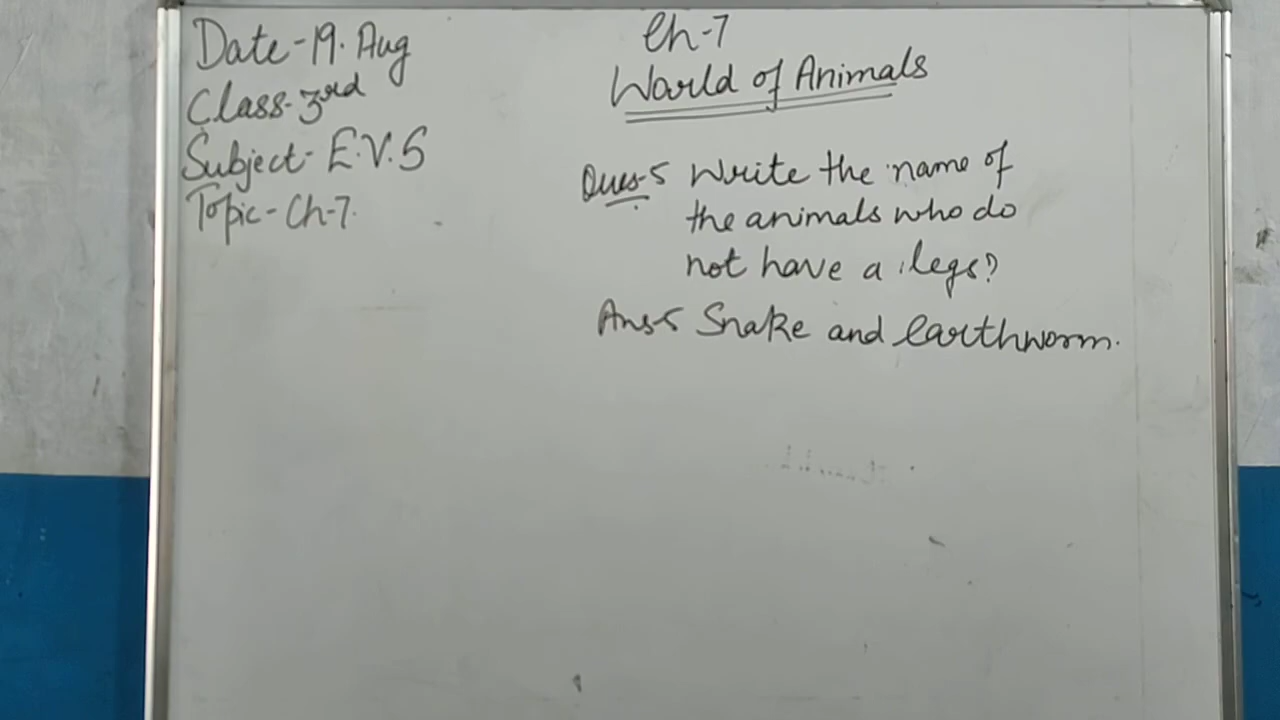 Date-19. Aug
Class-3rd
Subject- E.V.S
Topic-Ch-7.
Ch-7
World of Animals
Ques-5 Write the name of
the animals who do
not have a legs?
Ans-5 Snake and earthworm.